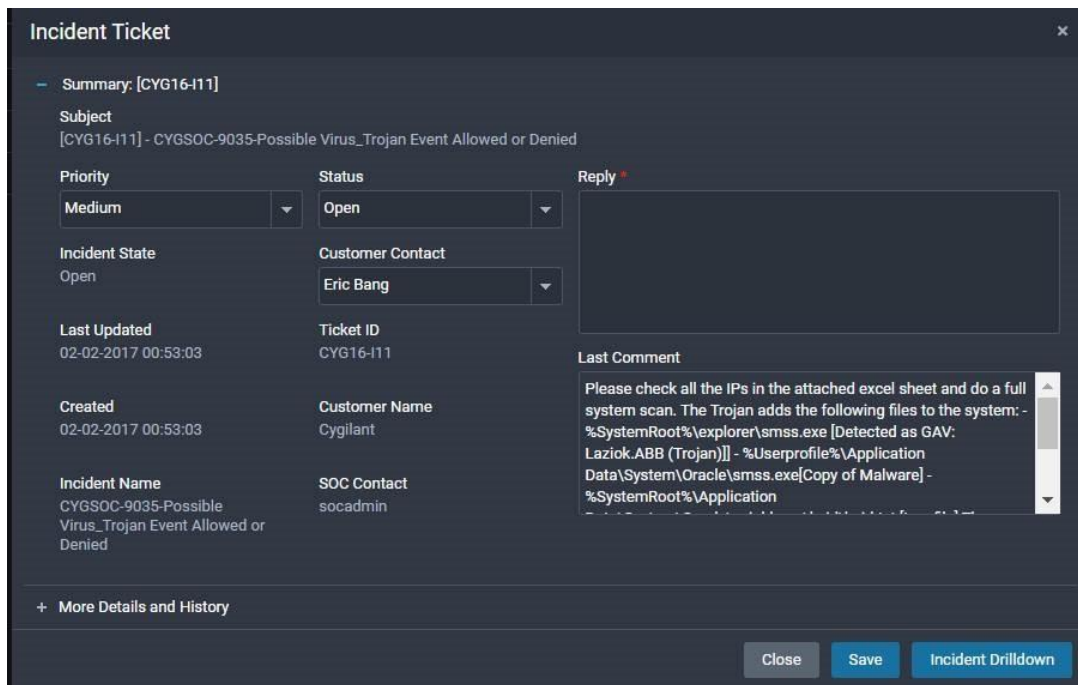 Incident Ticket
×
– Summary: [CYG16-I11]
Subject
[CYG16-I11] - CYGSOC-9035-Possible Virus_Trojan Event Allowed or Denied
Priority
Medium
Status
Open
Reply *
Incident State
Open
Customer Contact
Eric Bang
Last Updated
02-02-2017 00:53:03
Ticket ID
CYG16-I11
Last Comment
Please check all the IPs in the attached excel sheet and do a full
system scan. The Trojan adds the following files to the system: -
%SystemRoot%\explorer\smss.exe [Detected as GAV:
Laziok.ABB (Trojan)]] - %Userprofile%\Application
Data\System\Oracle\smss.exe[Copy of Malware] -
%SystemRoot%\Application
Created
02-02-2017 00:53:03
Customer Name
Cygilant
Incident Name
CYGSOC-9035-Possible
Virus_Trojan Event Allowed or
Denied
SOC Contact
socadmin
+ More Details and History
Close
Save
Incident Drilldown